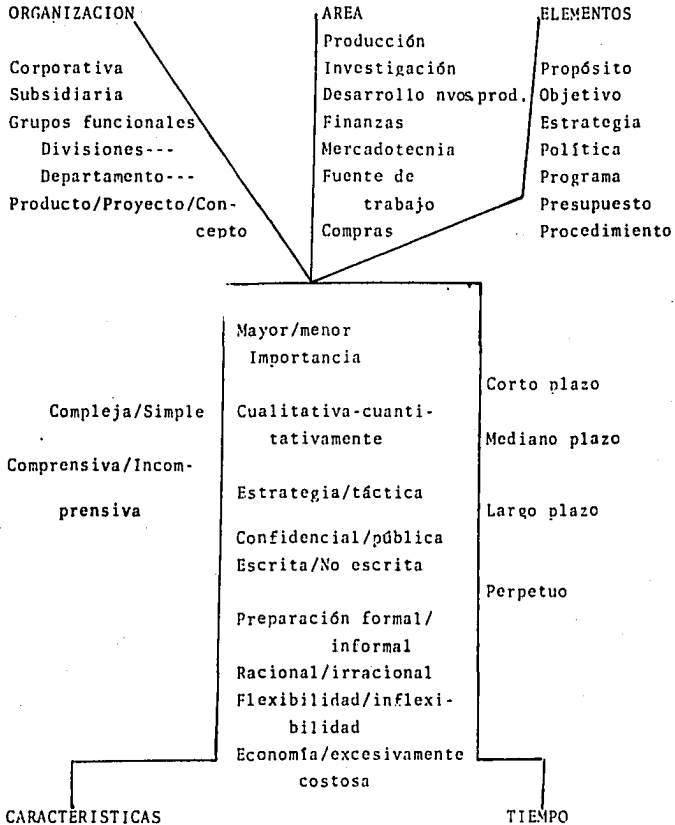 ORGANIZACION
Corporativa
Subsidiaria
Grupos funcionales
Divisiones---
Departamento---
Producto/Proyecto/Con-
cepto
AREA
Producción
Investigación
Desarrollo nvos.prod.
Finanzas
Mercadotecnia
Fuente de
trabajo
Compras
ELEMENTOS
Propósito
Objetivo
Estrategia
Política
Programa
Presupuesto
Procedimiento
Compleja/Simple
Comprensiva/Incom-
prensiva
Mayor/menor
Importancia
Cualitativa-cuanti-
tativamente
Estrategia/táctica
Confidencial/pública
Escrita/No escrita
Preparación formal/
informal
Racional/irracional
Flexibilidad/inflexi-
bilidad
Economía/excesivamente
costosa
Corto plazo
Mediano plazo
Largo plazo
Perpetuo
CARACTERISTICAS
TIEMPO